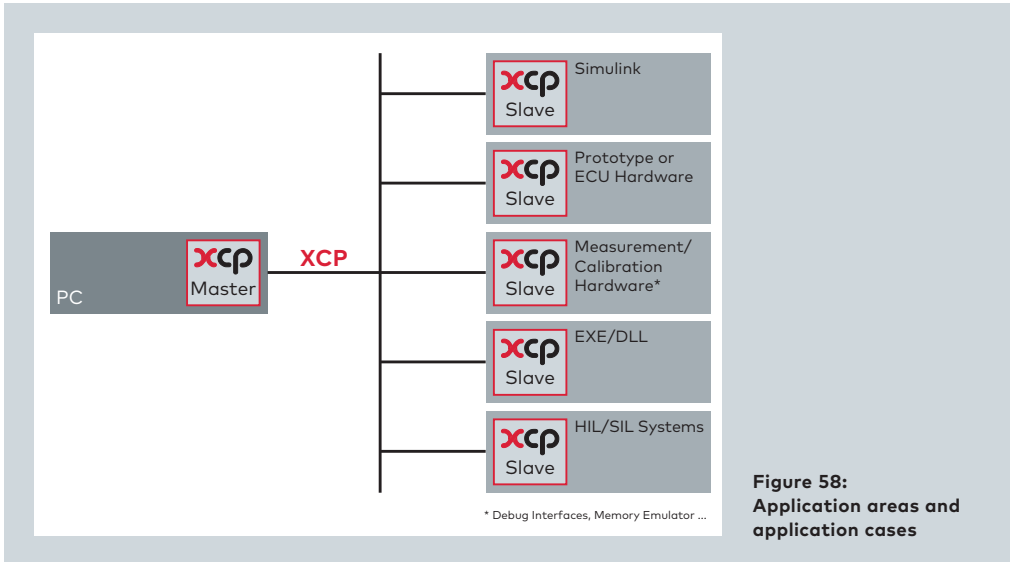 PC
xcp
Master
XCP
xcp
Slave
Simulink
xcp
Slave
Prototype or
ECU Hardware
xcp
Slave
Measurement/
Calibration
Hardware*
xcp
Slave
EXE/DLL
xcp
Slave
HIL/SIL Systems
* Debug Interfaces, Memory Emulator ...
Figure 58:
Application areas and
application cases